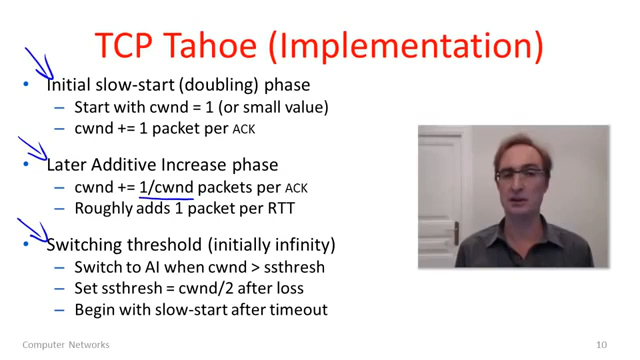 TCP Tahoe (Implementation)
• Initial slow-start (doubling) phase
– Start with cwnd = 1 (or small value)
– cwnd += 1 packet per ACK
• Later Additive Increase phase
– cwnd += 1/cwnd packets per ACK
– Roughly adds 1 packet per RTT
• Switching threshold (initially infinity)
– Switch to AI when cwnd > ssthresh
– Set ssthresh = cwnd/2 after loss
– Begin with slow-start after timeout
Computer Networks
10